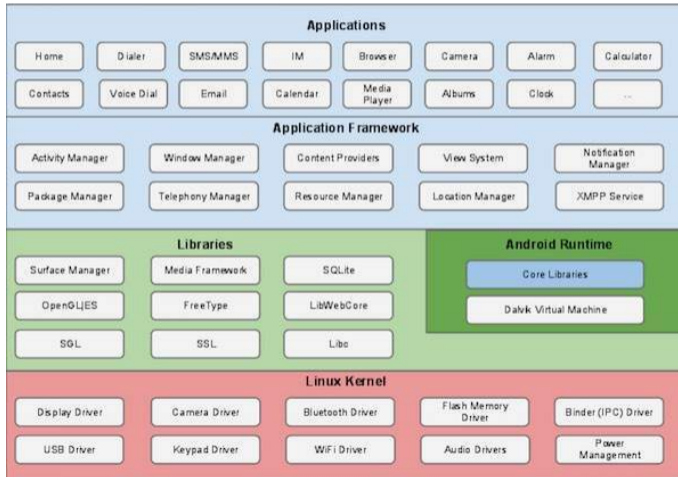 Applications
Home Dialer SMS/MMS IM Browser Camera Alarm Calculator
Contacts Voice Dial Email Calendar Media Player Albums Clock ...
Application Framework
Activity Manager Window Manager Content Providers View System Notification Manager
Package Manager Telephony Manager Resource Manager Location Manager XMPP Service
Libraries
Surface Manager Media Framework SQLite
OpenGL|ES FreeType LibWebCore
SGL SSL Libc
Android Runtime
Core Libraries
Dalvik Virtual Machine
Linux Kernel
Display Driver Camera Driver Bluetooth Driver Flash Memory Driver Binder (IPC) Driver
USB Driver Keypad Driver WiFi Driver Audio Drivers Power Management